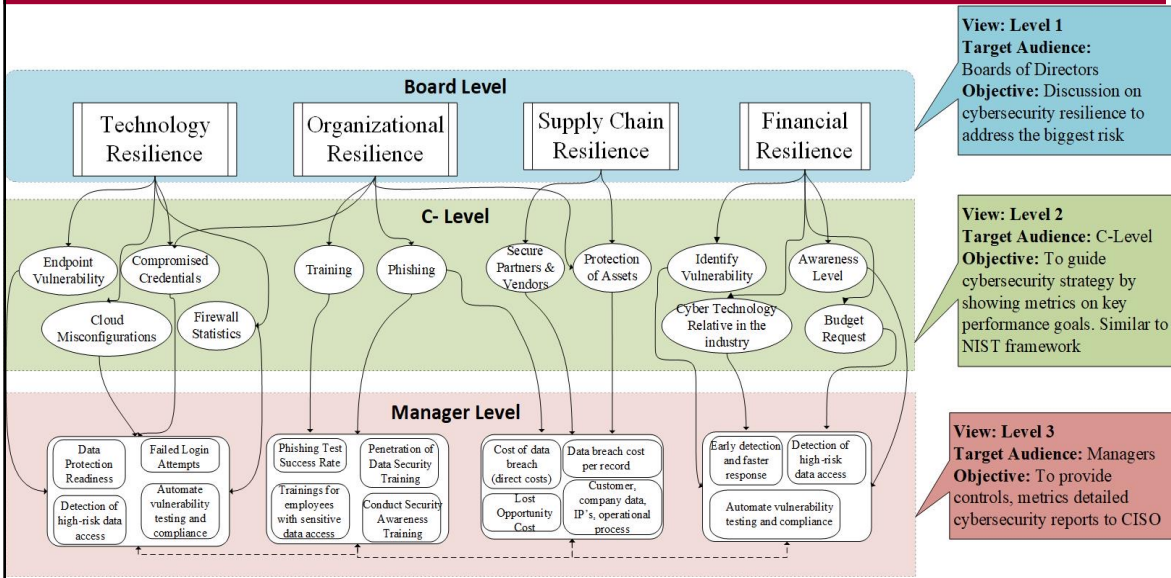 Board Level
Technology
Resilience
Organizational
Resilience
Supply Chain
Resilience
Financial
Resilience
View: Level 1
Target Audience:
Boards of Directors
Objective: Discussion on
cybersecurity resilience to
address the biggest risk
C- Level
Endpoint
Vulnerability
Compromised
Credentials
Training
Phishing
Secure
Partners &
Vendors
Protection
of Assets
Identify
Vulnerability
Awareness
Level
Cloud
Misconfigurations
Firewall
Statistics
Cyber Technology
Relative in the
industry
Budget
Request
View: Level 2
Target Audience: C-Level
Objective: To guide
cybersecurity strategy by
showing metrics on key
performance goals. Similar to
NIST framework
Manager Level
Data
Protection
Readiness
Failed Login
Attempts
Detection of
high-risk data
access
Automate
vulnerability
testing and
compliance
Phishing Test
Success Rate
Penetration of
Data Security
Training
Trainings for
employees
with sensitive
data access
Conduct Security
Awareness
Training
Cost of data
breach
(direct costs)
Data breach cost
per record
Lost
Opportunity
Cost
Customer,
company data,
IP's, operational
process
Early detection
and faster
response
Detection of
high-risk data
access
Automate vulnerability
testing and compliance
View: Level 3
Target Audience: Managers
Objective: To provide
controls, metrics detailed
cybersecurity reports to CISO